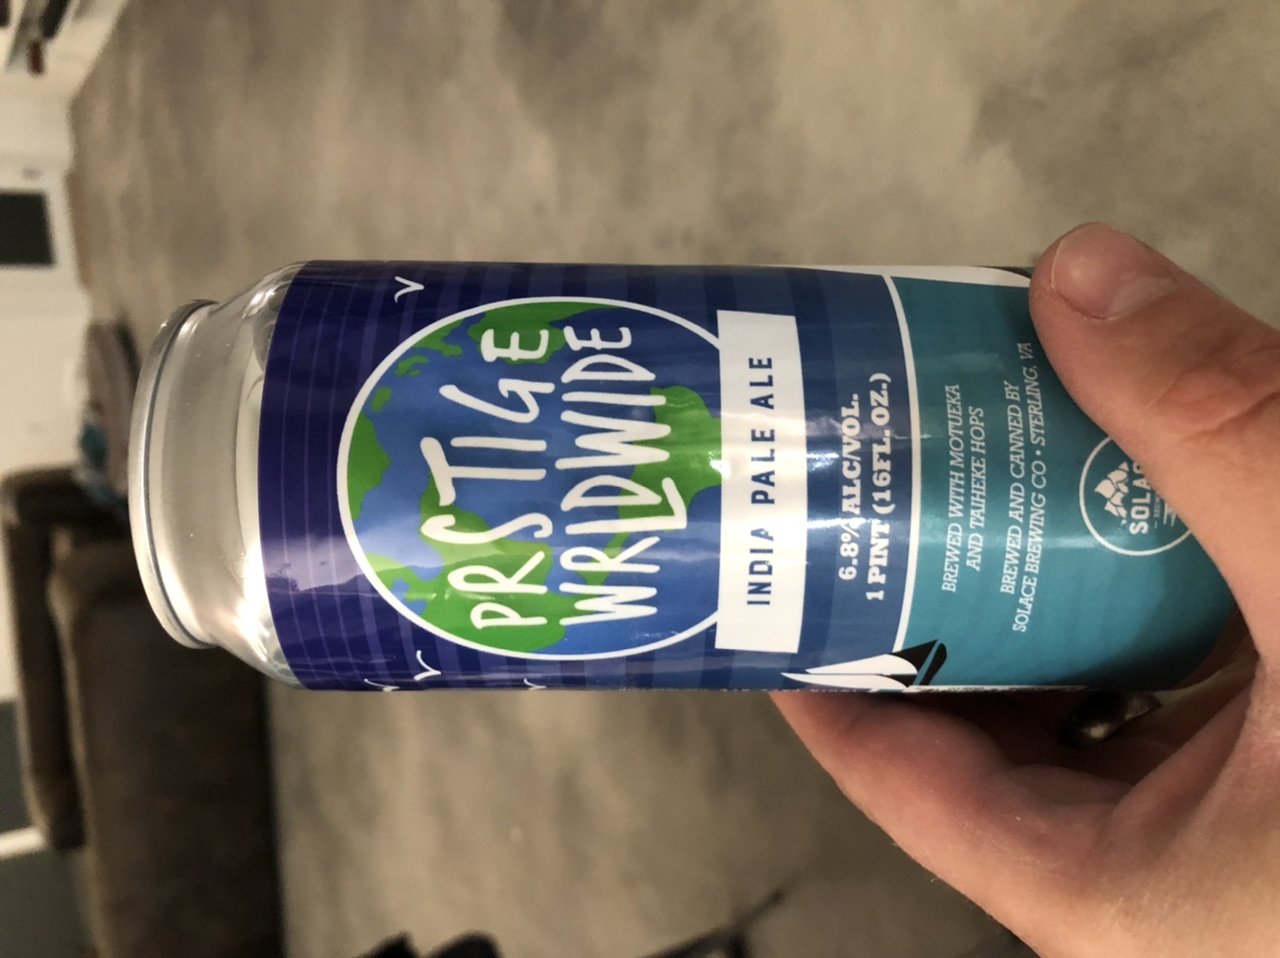 PRSTIGE
WRLDWIDE
INDIA PALE ALE
6.8% ALC/VOL.
1 PINT (16FL. OZ.)
BREWED WITH MOTUEKA
AND TAIHEKE HOPS
BREWED AND CANNED BY
SOLACE BREWING CO • STERLING, VA